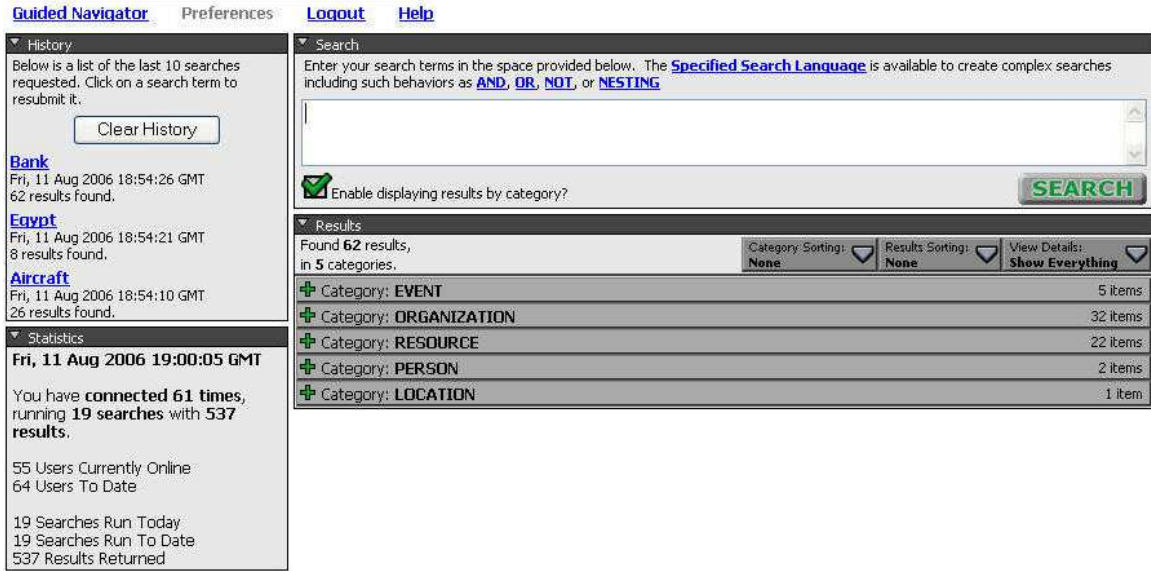 Guided Navigator Preferences Logout Help
History
Below is a list of the last 10 searches
requested. Click on a search term to
resubmit it.
Clear History
Bank
Fri, 11 Aug 2006 18:54:26 GMT
62 results found.
Egypt
Fri, 11 Aug 2006 18:54:21 GMT
8 results found.
Aircraft
Fri, 11 Aug 2006 18:54:10 GMT
26 results found.
Statistics
Fri, 11 Aug 2006 19:00:05 GMT
You have connected 61 times,
running 19 searches with 537
results.
55 Users Currently Online
64 Users To Date
19 Searches Run Today
19 Searches Run To Date
537 Results Returned
Search
Enter your search terms in the space provided below. The Specified Search Language is available to create complex searches
including such behaviors as AND, OR, NOT, or NESTING
Enable displaying results by category?
SEARCH
Results
Found 62 results,
in 5 categories.
Category Sorting:
None
Results Sorting:
None
View Details:
Show Everything
Category: EVENT 5 items
Category: ORGANIZATION 32 items
Category: RESOURCE 22 items
Category: PERSON 2 items
Category: LOCATION 1 item